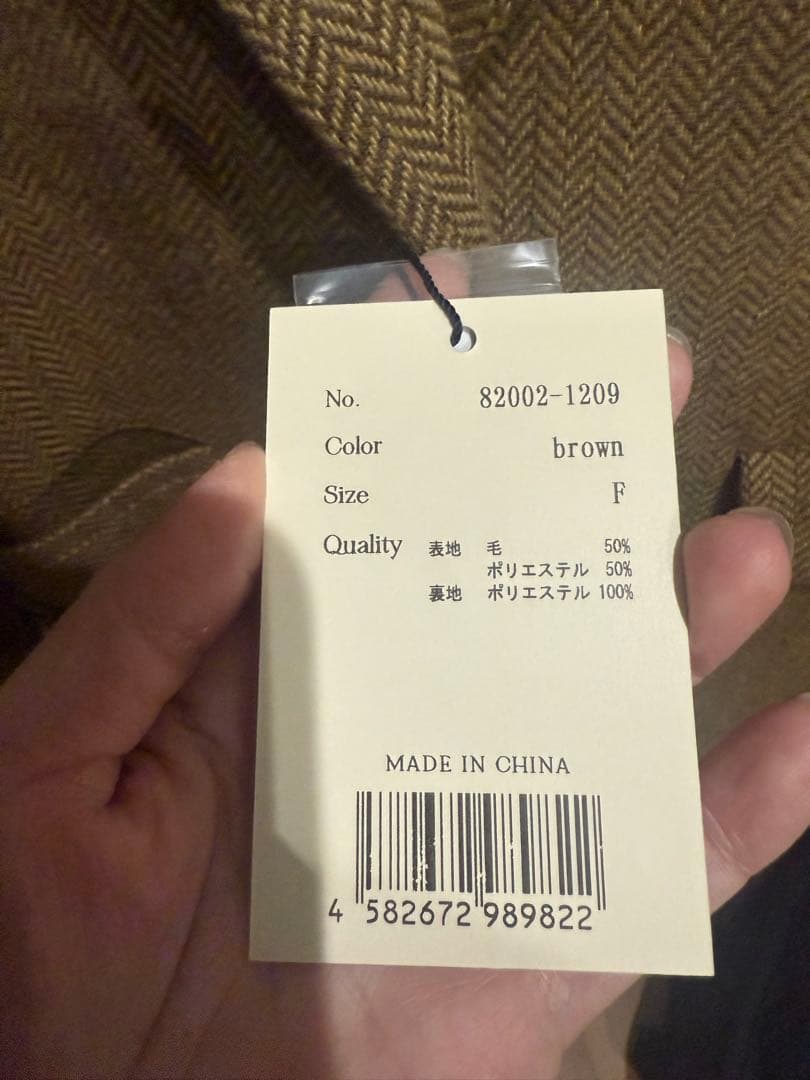 No. 82002-1209
Color brown
Size F
Quality 表地 毛 50%
ポリエステル 50%
裏地 ポリエステル 100%
MADE IN CHINA
4 582672 989822